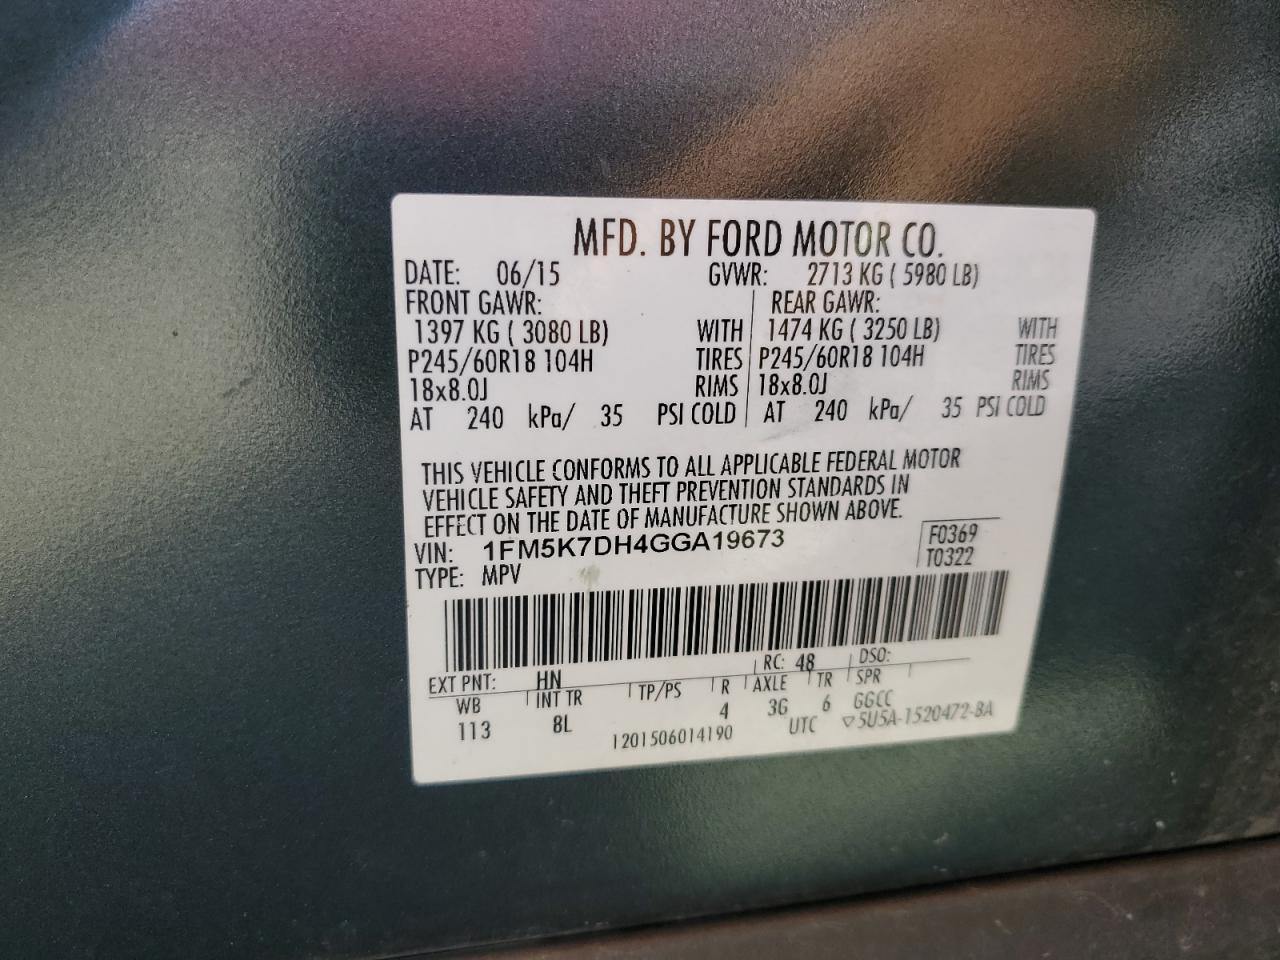 MFD. BY FORD MOTOR CO.
DATE: 06/15 GVWR: 2713 KG ( 5980 LB)
FRONT GAWR: REAR GAWR:
1397 KG ( 3080 LB) WITH 1474 KG ( 3250 LB) WITH
P245/60R18 104H TIRES P245/60R18 104H TIRES
18x8.0J RIMS 18x8.0J RIMS
AT 240 kPa/ 35 PSI COLD AT 240 kPa/ 35 PSI COLD
THIS VEHICLE CONFORMS TO ALL APPLICABLE FEDERAL MOTOR
VEHICLE SAFETY AND THEFT PREVENTION STANDARDS IN
EFFECT ON THE DATE OF MANUFACTURE SHOWN ABOVE.
VIN: 1FM5K7DH4GGA19673 F0369
TYPE: MPV T0322
EXT PNT: HN RC: 48 DSO:
WB INT TR TP/PS R AXLE TR SPR
113 8L 4 3G 6 GGCC
1201506014190 UTC ▽5U5A-1520472-BA